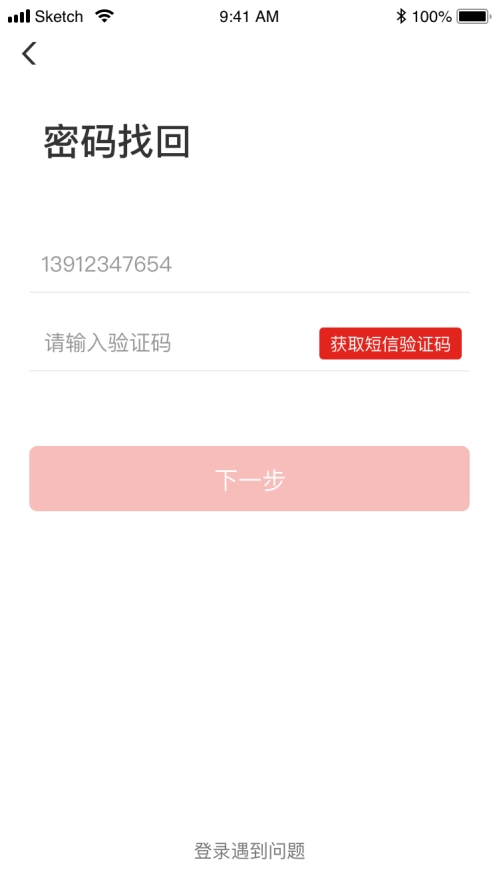 Sketch 9:41 AM 100%
密码找回
13912347654
请输入验证码 获取短信验证码
下一步
登录遇到问题